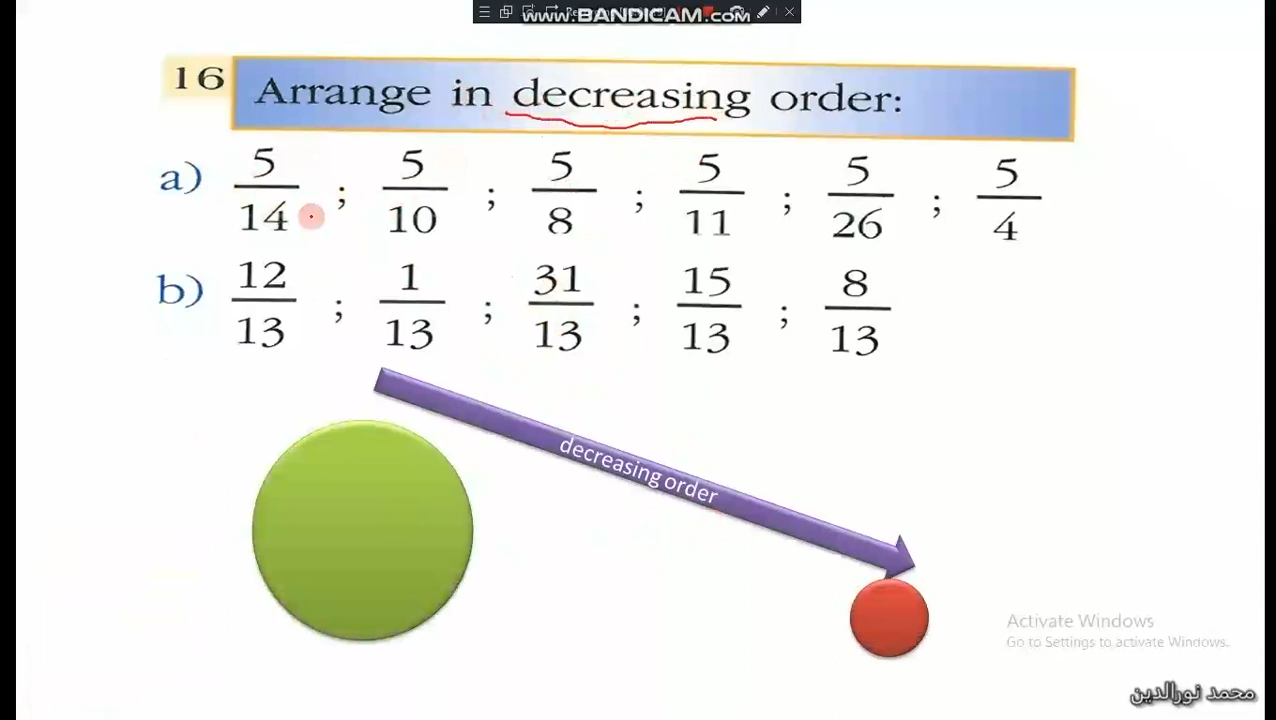 www.BANDICAM.com
16 Arrange in decreasing order:
a) 5/14 ; 5/10 ; 5/8 ; 5/11 ; 5/26 ; 5/4
b) 12/13 ; 1/13 ; 31/13 ; 15/13 ; 8/13
decreasing order
Activate Windows
Go to Settings to activate Windows.
محمد نورالدين